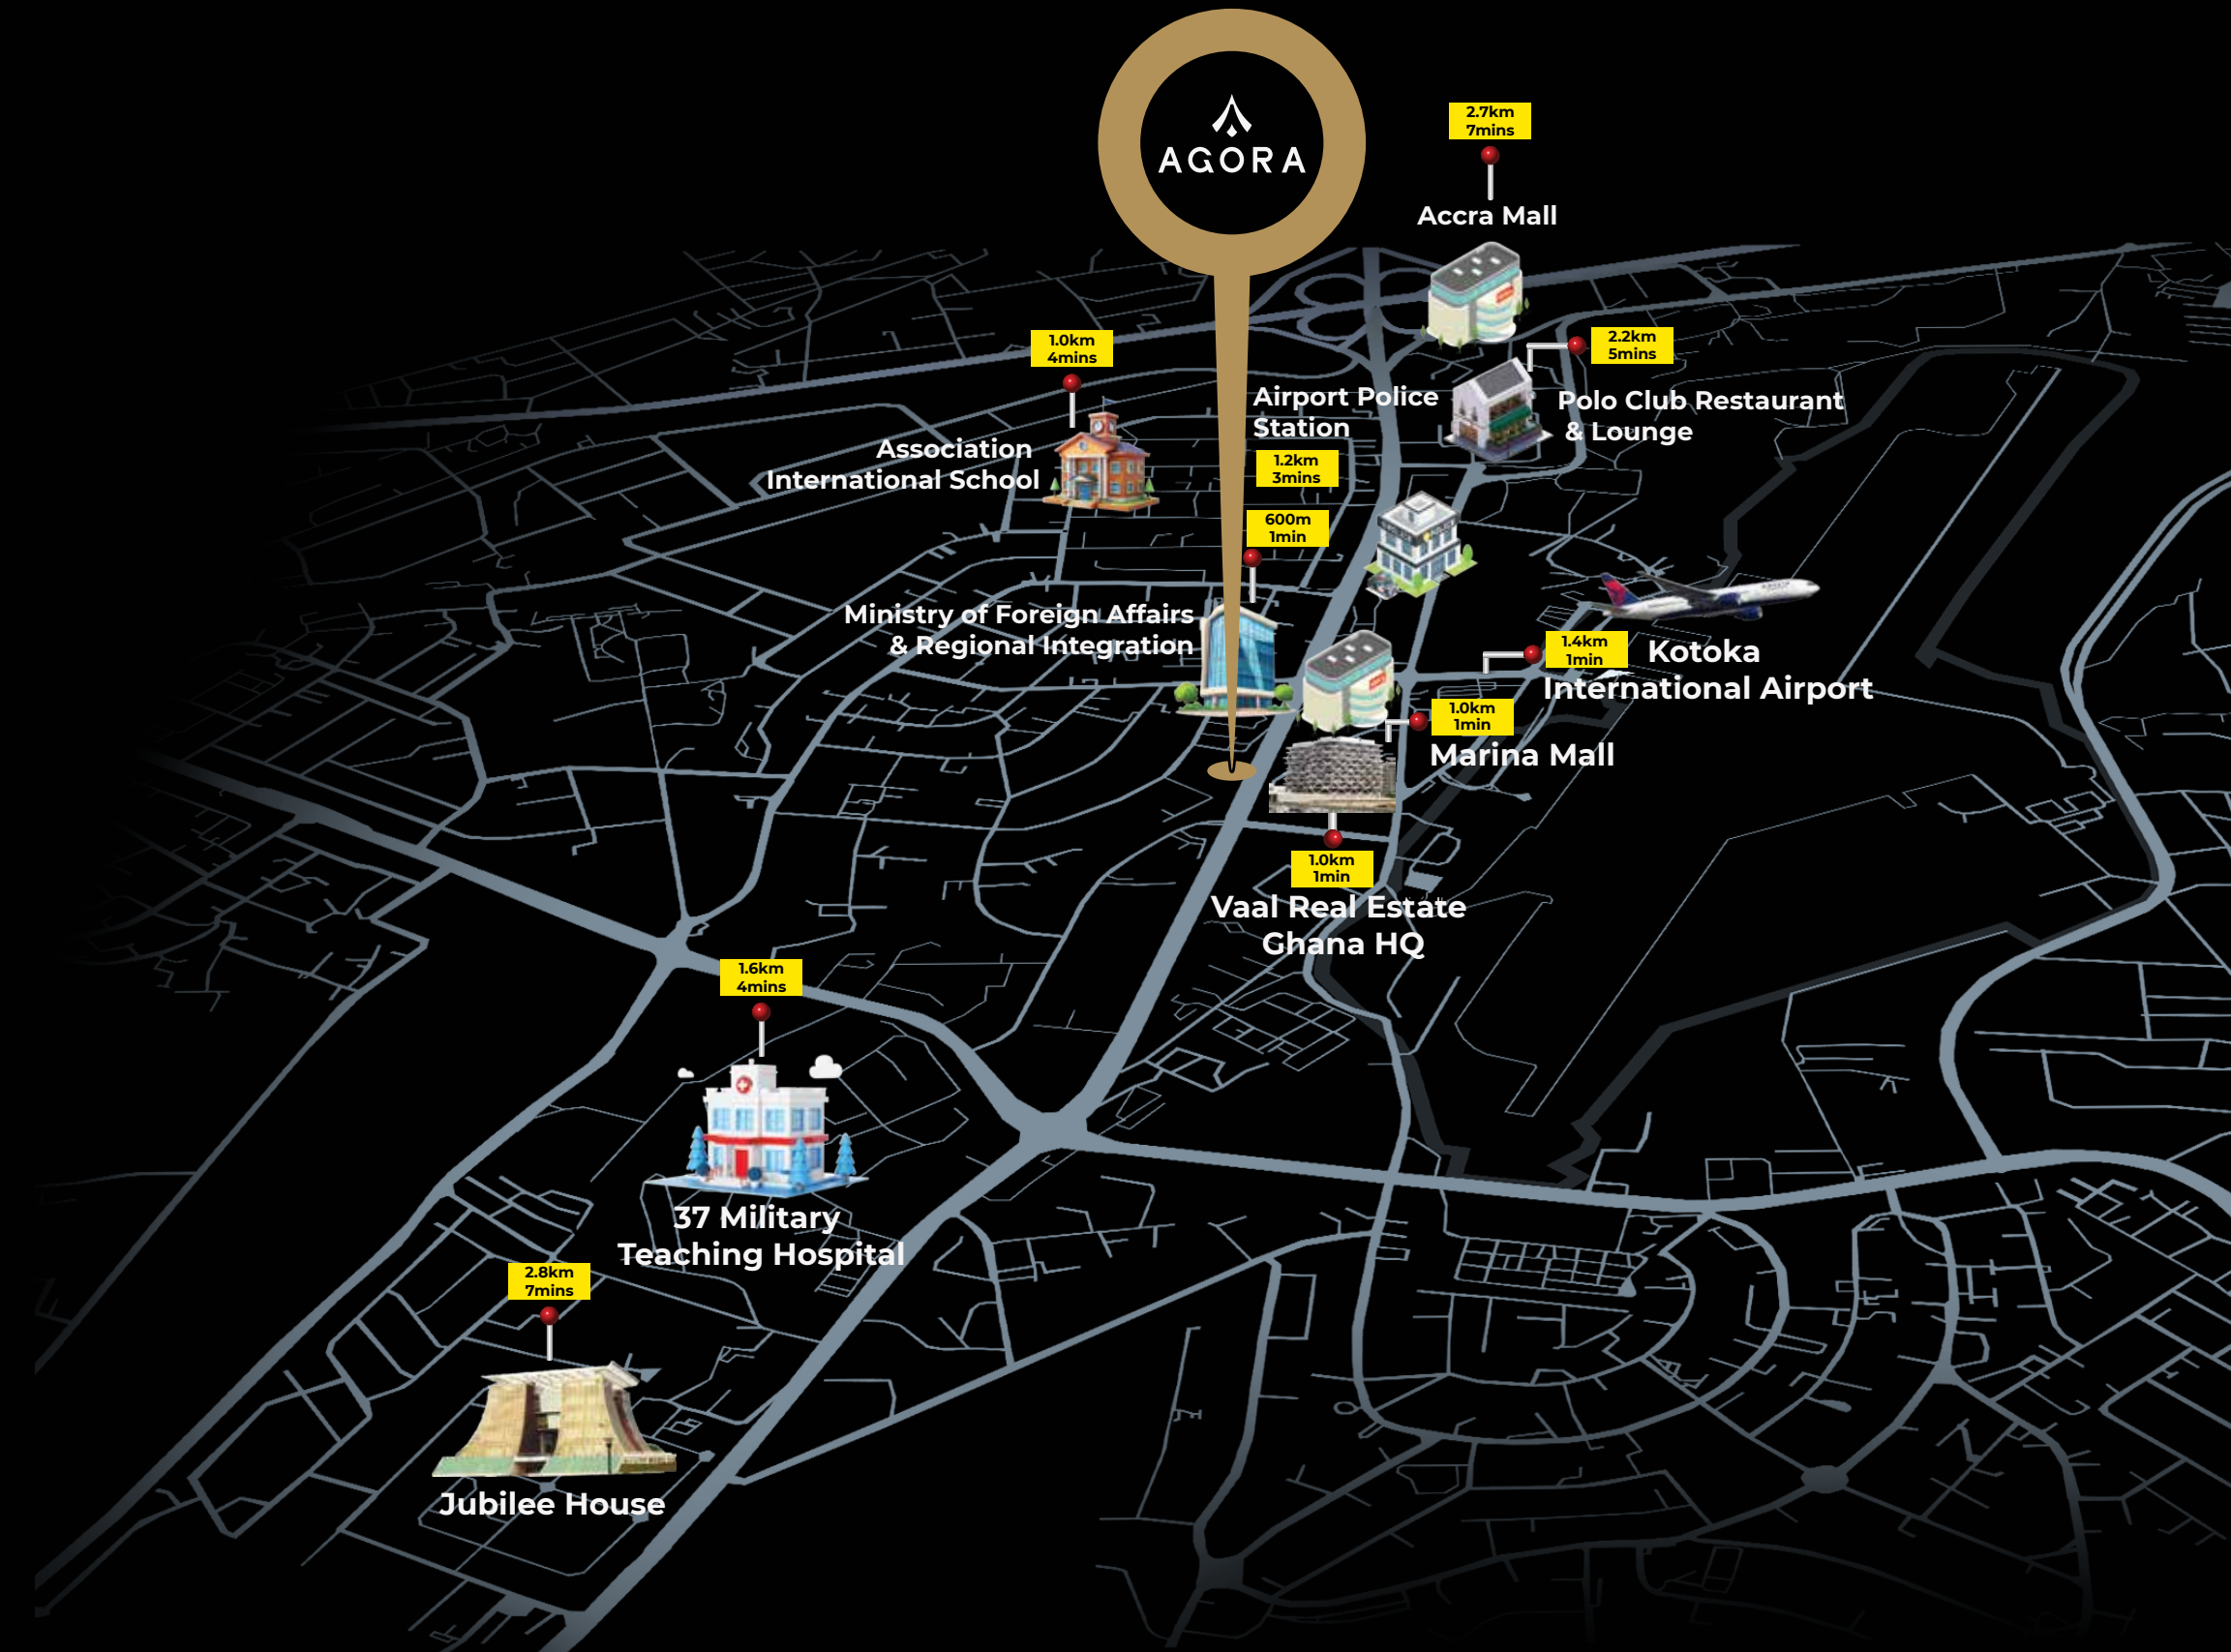 AGORA
2.7km
7mins
Accra Mall
1.0km
4mins
2.2km
5mins
Airport Police
Station
Polo Club Restaurant
& Lounge
Association
International School
1.2km
3mins
600m
1min
Ministry of Foreign Affairs
& Regional Integration
1.4km
1min
Kotoka
International Airport
1.0km
1min
Marina Mall
1.0km
1min
Vaal Real Estate
Ghana HQ
1.6km
4mins
37 Military
Teaching Hospital
2.8km
7mins
Jubilee House